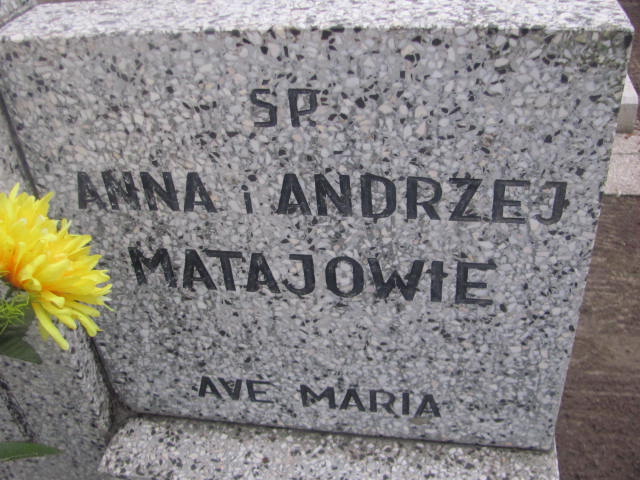 SP
ANNA i ANDRZEJ
MATAJOWIE
AVE MARIA